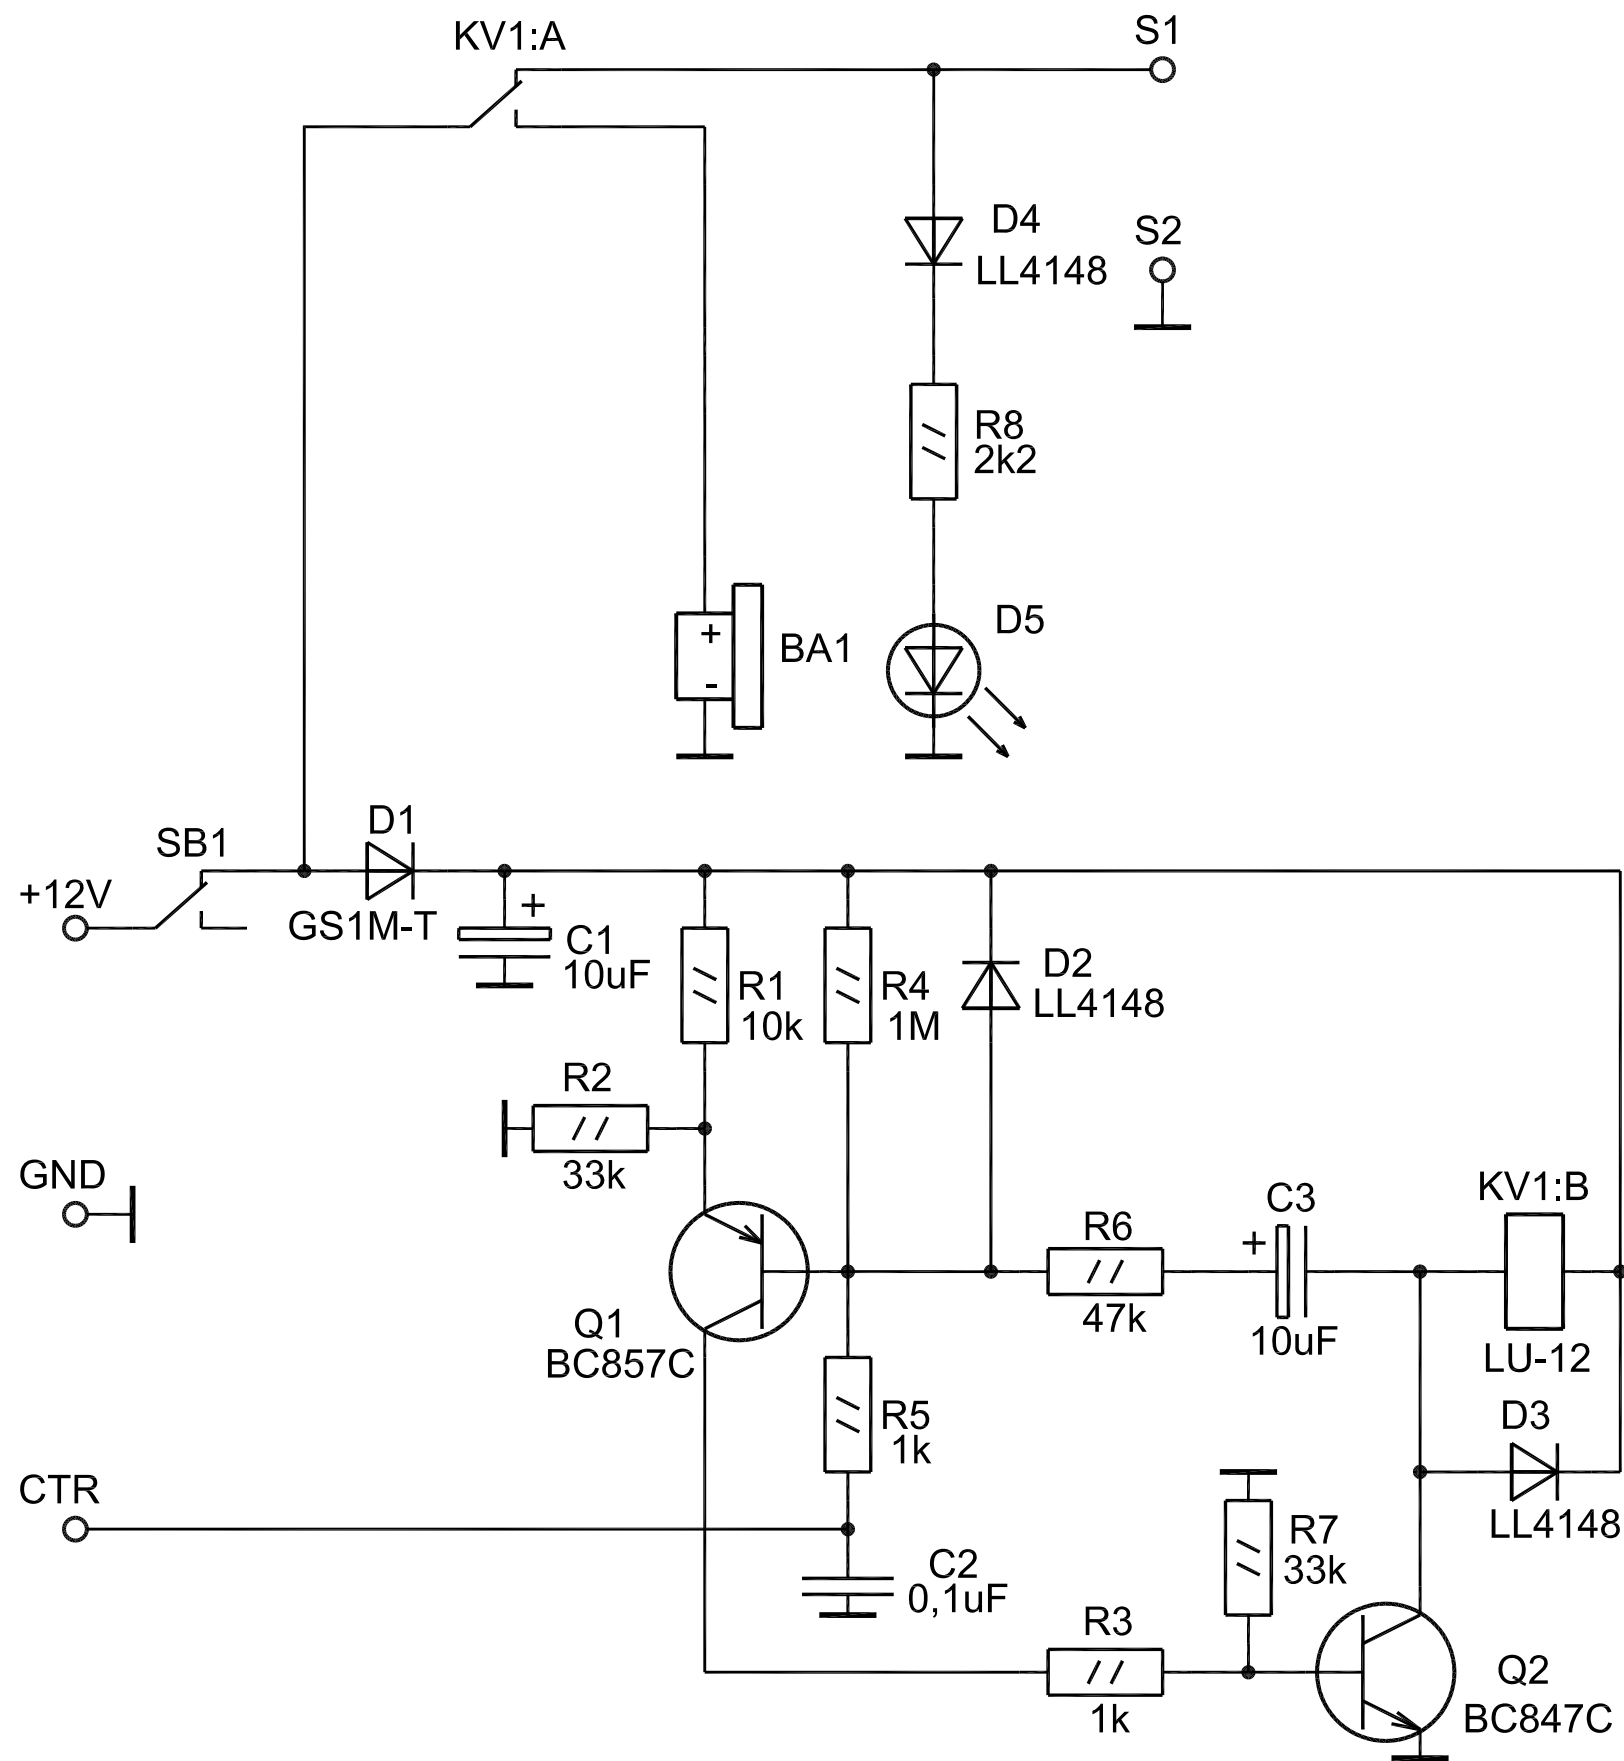 KV1:A
S1
D4
LL4148
S2
R8
2k2
D5
+
-
BA1
D1
SB1
+12V
GS1M-T
+
C1
10uF
R1
10k
R4
1M
D2
LL4148
R2
33k
GND
KV1:B
C3
+
R6
47k
10uF
LU-12
Q1
BC857C
R5
1k
D3
LL4148
CTR
R7
33k
C2
0,1uF
R3
1k
Q2
BC847C